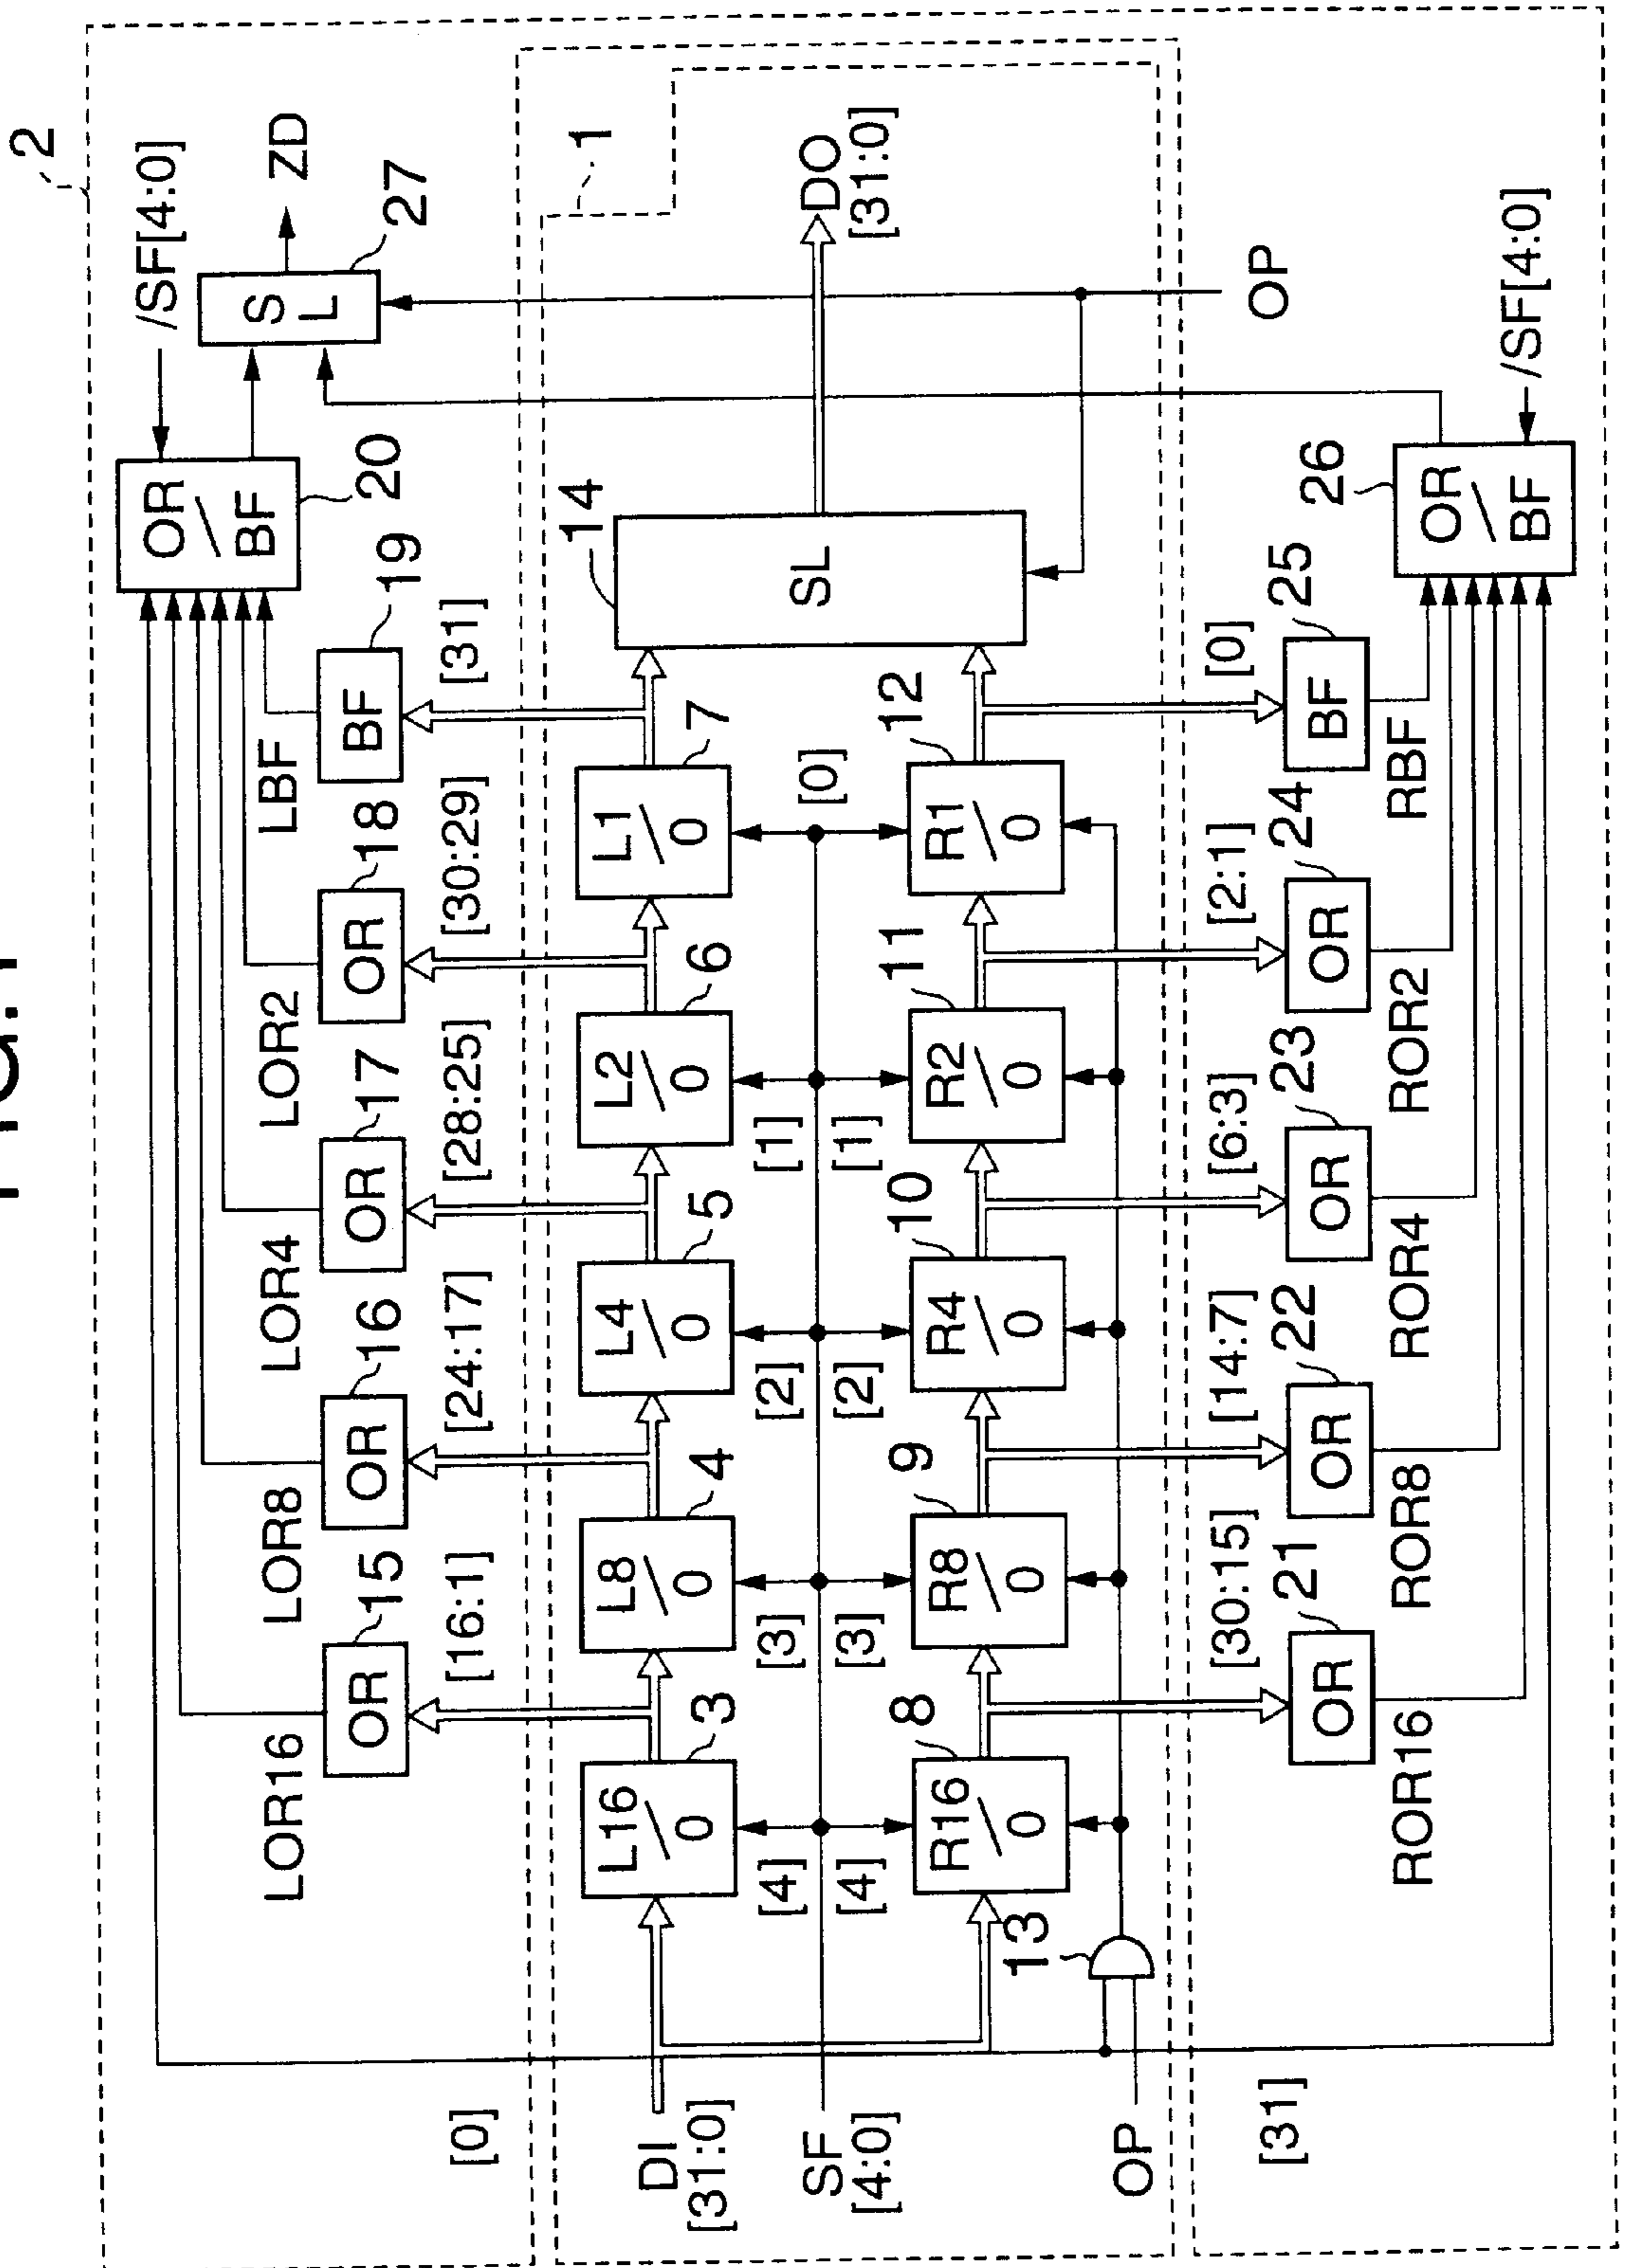 FIG.1
2
/SF[4:0]
ZD
OR
/
BF
20
S
L
27
LOR16
LOR8
LOR4
LOR2
LBF
OR
15
OR
16
OR
17
OR
18
BF
19
[0]
[16:1]
[24:17]
[28:25]
[30:29]
[31]
1
DI
[31:0]
L16
/
0
3
L8
/
0
4
L4
/
0
5
L2
/
0
6
L1
/
0
7
SL
14
DO
[31:0]
SF
[4:0]
[4]
[3]
[2]
[1]
[0]
[4]
[3]
[2]
[1]
R16
/
0
8
R8
/
0
9
R4
/
0
10
R2
/
0
11
R1
/
0
12
13
OP
OP
[31]
[30:15]
[14:7]
[6:3]
[2:1]
[0]
OR
21
OR
22
OR
23
OR
24
BF
25
ROR16
ROR8
ROR4
ROR2
RBF
OR
/
BF
26
/SF[4:0]